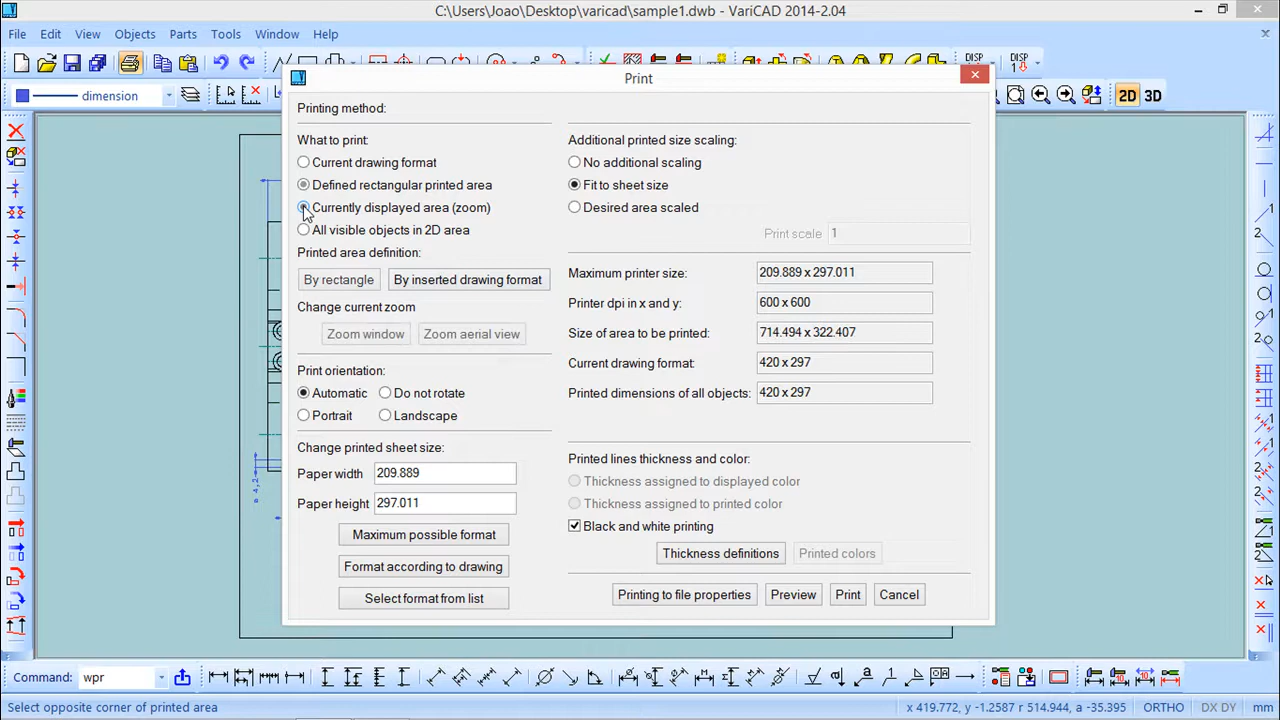 C:\Users\Joao\Desktop\varicad\sample1.dwb - VariCAD 2014-2.04
File Edit View Objects Parts Tools Window Help
DISP DISP 1
dimension
2D 3D
Print
Printing method:
What to print:
Current drawing format
Defined rectangular printed area
Currently displayed area (zoom)
All visible objects in 2D area
Printed area definition:
By rectangle By inserted drawing format
Change current zoom
Zoom window Zoom aerial view
Print orientation:
Automatic Do not rotate
Portrait Landscape
Change printed sheet size:
Paper width 209.889
Paper height 297.011
Maximum possible format
Format according to drawing
Select format from list
Additional printed size scaling:
No additional scaling
Fit to sheet size
Desired area scaled
Print scale 1
Maximum printer size: 209.889 x 297.011
Printer dpi in x and y: 600 x 600
Size of area to be printed: 714.494 x 322.407
Current drawing format: 420 x 297
Printed dimensions of all objects: 420 x 297
Printed lines thickness and color:
Thickness assigned to displayed color
Thickness assigned to printed color
Black and white printing
Thickness definitions Printed colors
Printing to file properties Preview Print Cancel
Command: wpr
Select opposite corner of printed area
x 419.772, y -1.2587 r 514.944, a -35.395 ORTHO DX DY mm